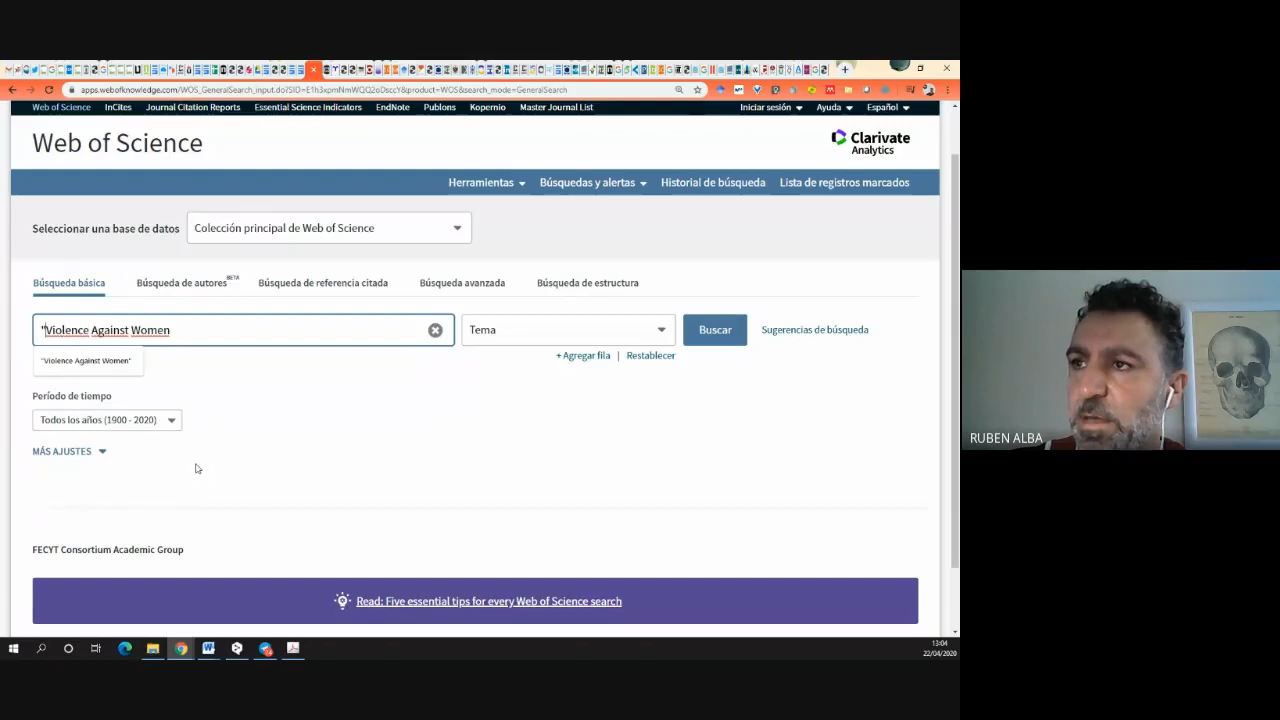 apps.webofknowledge.com/WOS_GeneralSearch_input.do?SID=E1h3xpmNmWQQ2oDsccY&product=WOS&search_mode=GeneralSearch
Web of Science InCites Journal Citation Reports Essential Science Indicators EndNote Publons Kopernio Master Journal List Iniciar sesión Ayuda Español
Web of Science
Clarivate
Analytics
Herramientas Búsquedas y alertas Historial de búsqueda Lista de registros marcados
Seleccionar una base de datos Colección principal de Web of Science
Búsqueda básica Búsqueda de autores BETA Búsqueda de referencia citada Búsqueda avanzada Búsqueda de estructura
"Violence Against Women Tema Buscar Sugerencias de búsqueda
"Violence Against Women"
+ Agregar fila | Restablecer
Período de tiempo
Todos los años (1900 - 2020)
MÁS AJUSTES
RUBEN ALBA
FECYT Consortium Academic Group
Read: Five essential tips for every Web of Science search
13:04
22/04/2020